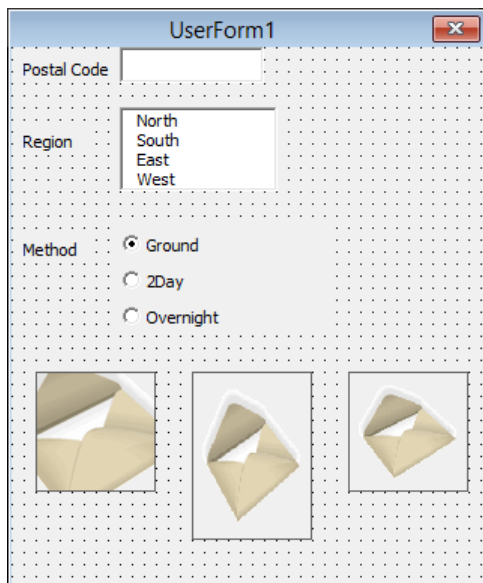 UserForm1
Postal Code
Region
North
South
East
West
Method
Ground
2Day
Overnight